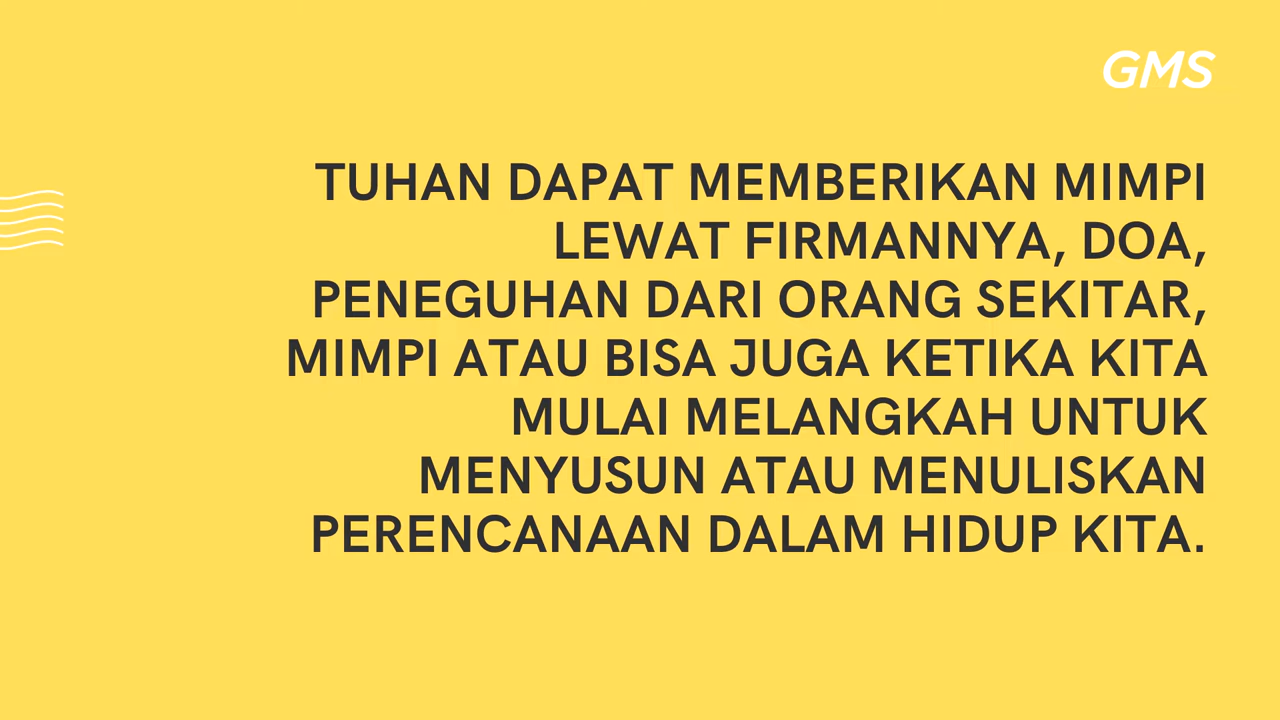 GMS
TUHAN DAPAT MEMBERIKAN MIMPI
LEWAT FIRMANNYA, DOA,
PENEGUHAN DARI ORANG SEKITAR,
MIMPI ATAU BISA JUGA KETIKA KITA
MULAI MELANGKAH UNTUK
MENYUSUN ATAU MENULISKAN
PERENCANAAN DALAM HIDUP KITA.